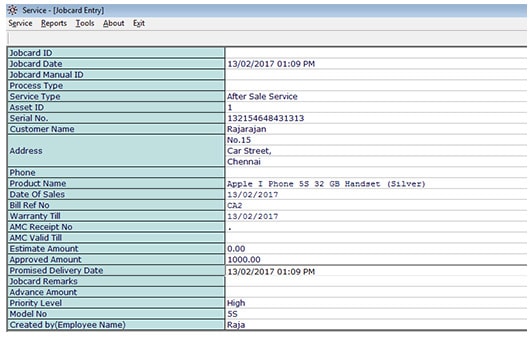 Service - [Jobcard Entry]
Service Reports Tools About Exit
Jobcard ID
Jobcard Date 13/02/2017 01:09 PM
Jobcard Manual ID
Process Type
Service Type After Sale Service
Asset ID 1
Serial No. 132154648431313
Customer Name Rajarajan
Address No.15
Car Street,
Chennai
Phone
Product Name Apple I Phone 5S 32 GB Handset (Silver)
Date Of Sales 13/02/2017
Bill Ref No CA2
Warranty Till 13/02/2017
AMC Receipt No .
AMC Valid Till
Estimate Amount 0.00
Approved Amount 1000.00
Promised Delivery Date 13/02/2017 01:09 PM
Jobcard Remarks
Advance Amount
Priority Level High
Model No 5S
Created by(Employee Name) Raja